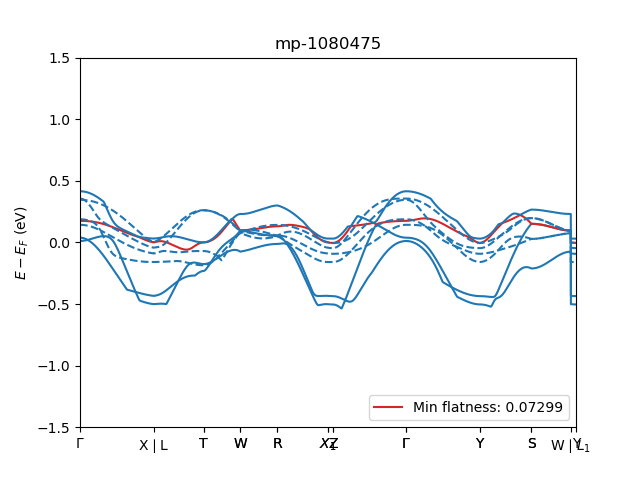 mp-1080475
E − E_F (eV)
1.5
1.0
0.5
0.0
−0.5
−1.0
−1.5
Min flatness: 0.07299
Γ X | L T W R Z Γ Y S W | L₁